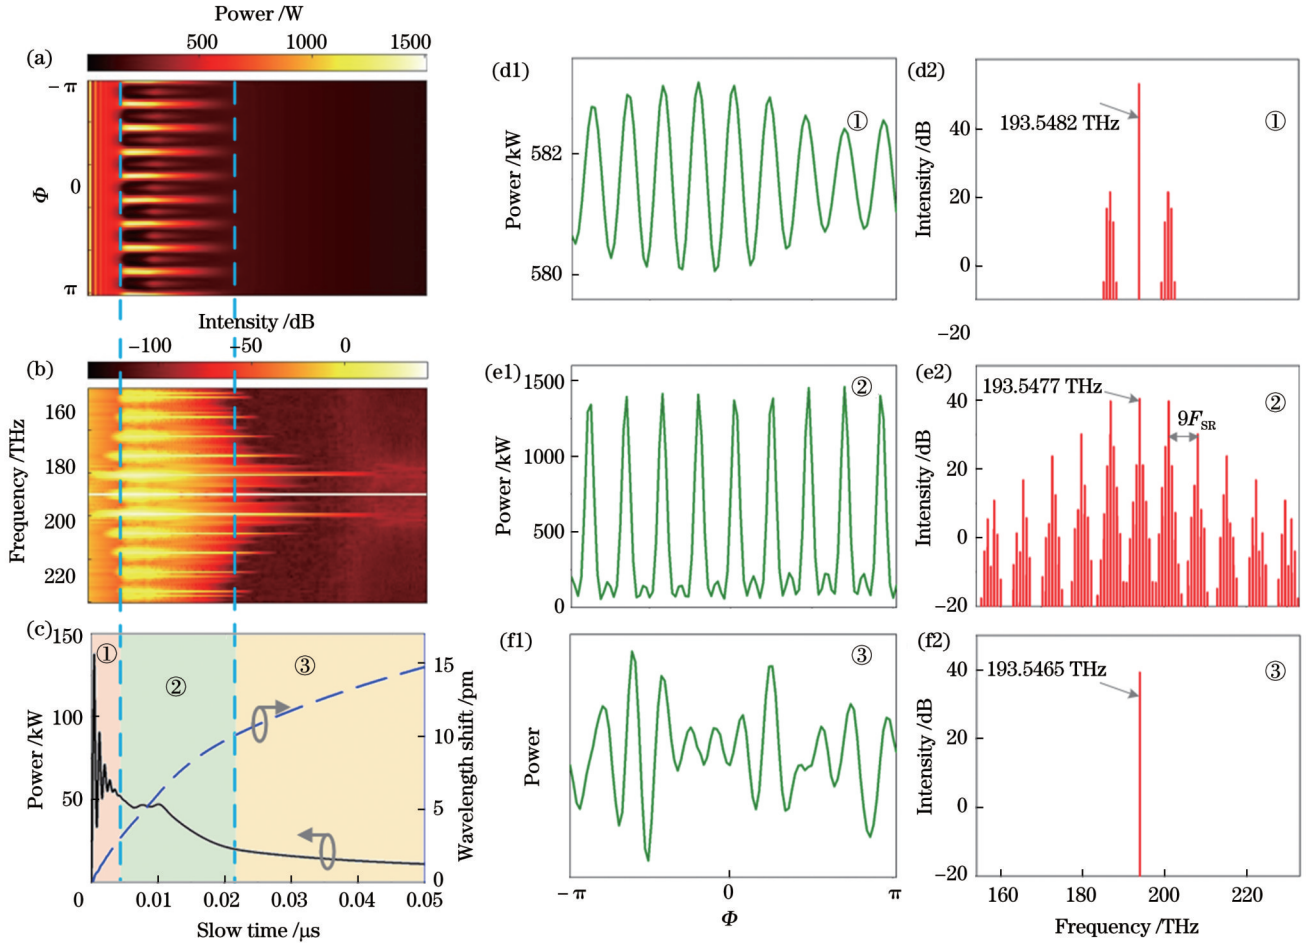 Power /W
500
1000
1500
(a)
−π
0
π
Φ
Intensity /dB
−100
−50
0
(b)
160
180
200
220
Frequency/THz
(c)
150
100
50
0
Power /kW
①
②
③
15
10
5
0
Wavelength shift /pm
0
0.01
0.02
0.03
0.04
0.05
Slow time /μs
(d1)
①
582
580
Power /kW
(d2)
193.5482 THz
①
40
20
0
−20
Intensity /dB
(e1)
②
1500
1000
500
0
Power /kW
(e2)
193.5477 THz
②
9F_SR
40
20
0
−20
Intensity /dB
(f1)
③
Power
−π
0
π
Φ
(f2)
193.5465 THz
③
40
20
0
−20
Intensity /dB
160
180
200
220
Frequency /THz